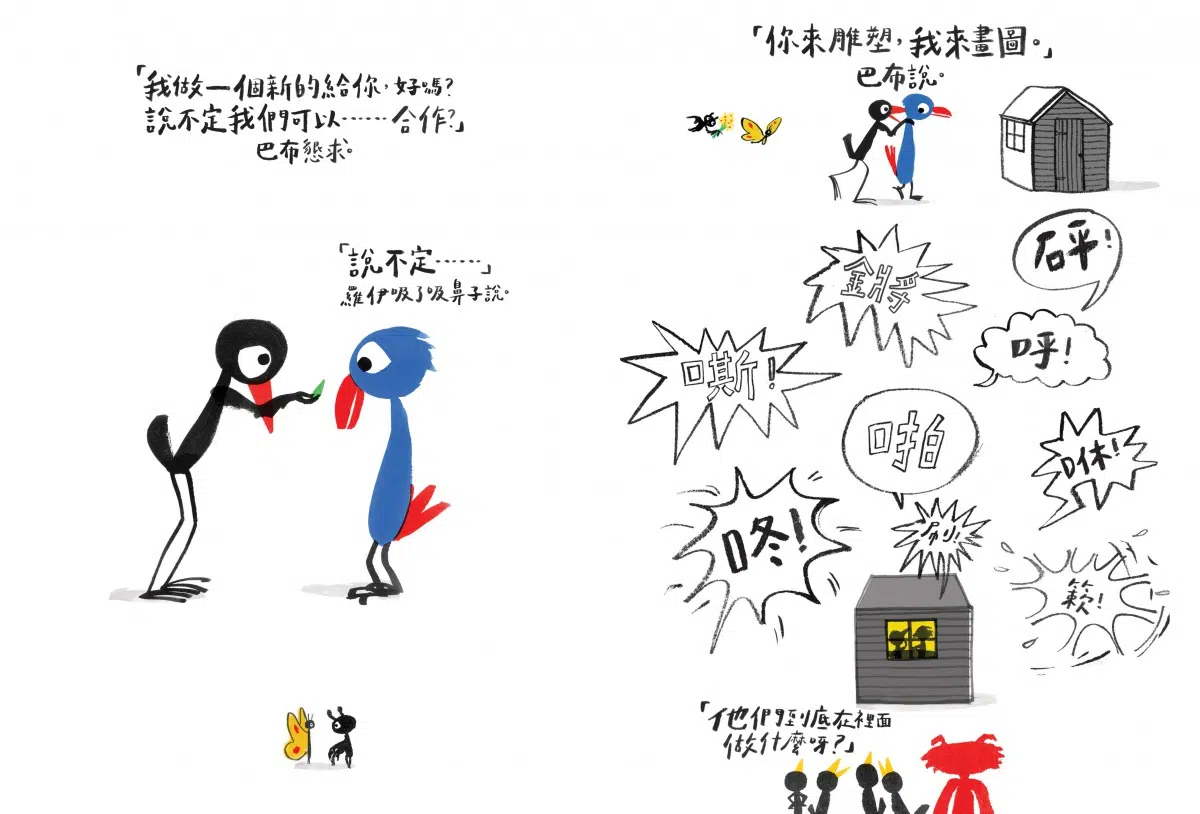 「我做一個新的給你，好嗎？
說不定我們可以⋯⋯合作？」
巴布懇求。
「說不定⋯⋯」
羅伊吸了吸鼻子說。
「你來雕塑，我來畫圖。」
巴布說。
砰！
鏘
呼！
嘶！
啪
咻！
咚！
刷！
簌！
「他們到底在裡面
做什麼呀？」